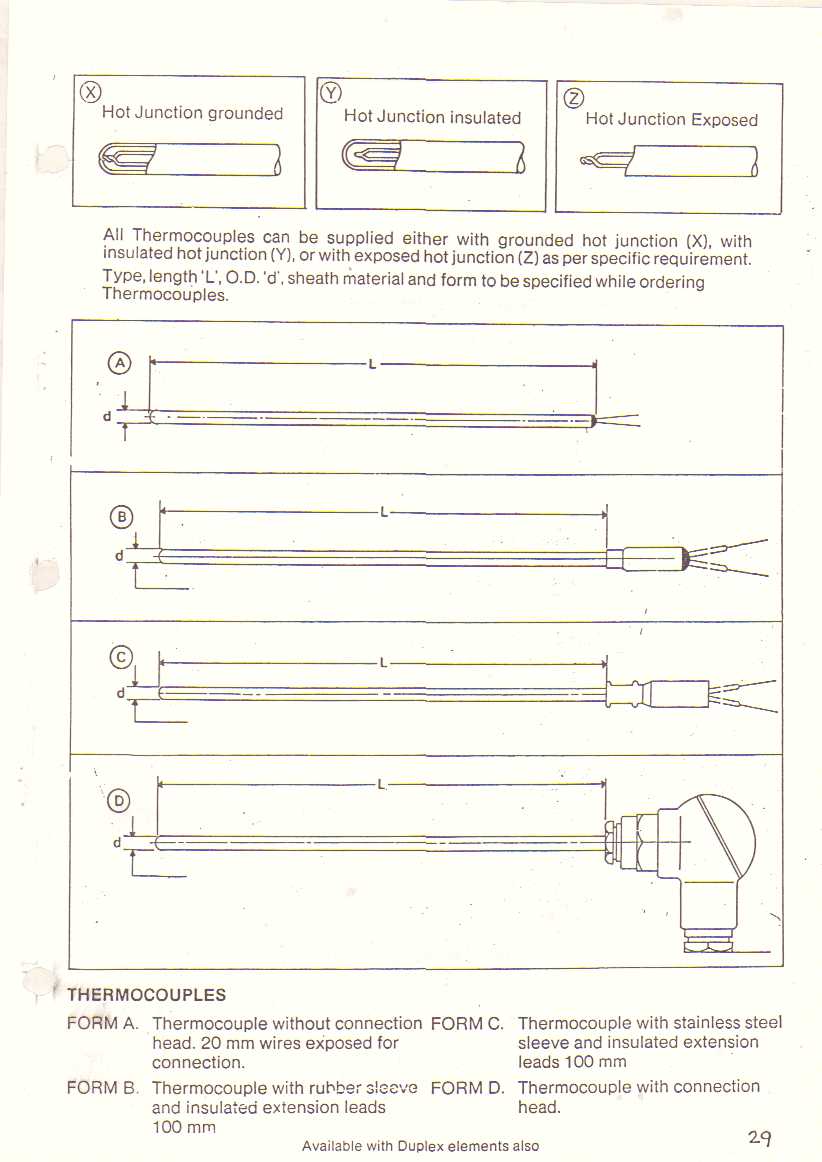 X
Hot Junction grounded
Y
Hot Junction insulated
Z
Hot Junction Exposed
All Thermocouples can be supplied either with grounded hot junction (X), with
insulated hot junction (Y), or with exposed hot junction (Z) as per specific requirement.
Type, length 'L', O.D. 'd', sheath material and form to be specified while ordering
Thermocouples.
A
L
d
B
L
d
C
L
d
D
L
d
THERMOCOUPLES
FORM A. Thermocouple without connection
head. 20 mm wires exposed for
connection.
FORM B. Thermocouple with rubber sleeve
and insulated extension leads
100 mm
FORM C. Thermocouple with stainless steel
sleeve and insulated extension
leads 100 mm
FORM D. Thermocouple with connection
head.
Available with Duplex elements also
29